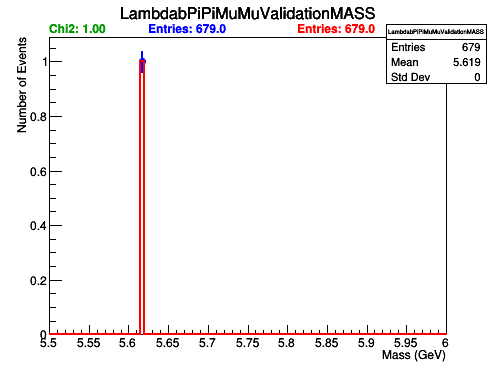 LambdabPiPiMuMuValidationMASS
Chi2: 1.00 Entries: 679.0 Entries: 679.0
LambdabPiPiMuMuValidationMASS
Entries 679
Mean 5.619
Std Dev 0
Number of Events
1
0.8
0.6
0.4
0.2
0
5.5 5.55 5.6 5.65 5.7 5.75 5.8 5.85 5.9 5.95 6
Mass (GeV)